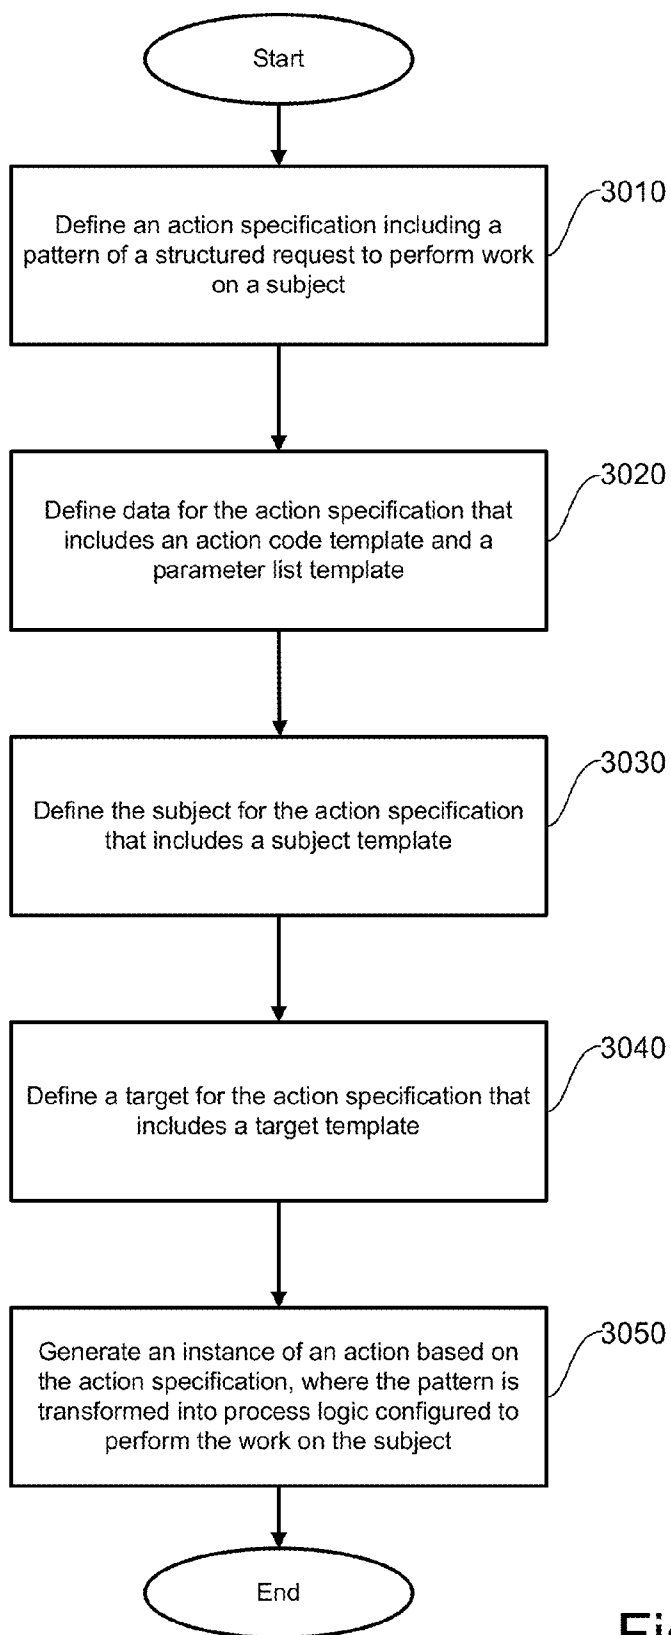 Start
3010
Define an action specification including a
pattern of a structured request to perform work
on a subject
3020
Define data for the action specification that
includes an action code template and a
parameter list template
3030
Define the subject for the action specification
that includes a subject template
3040
Define a target for the action specification that
includes a target template
3050
Generate an instance of an action based on
the action specification, where the pattern is
transformed into process logic configured to
perform the work on the subject
End